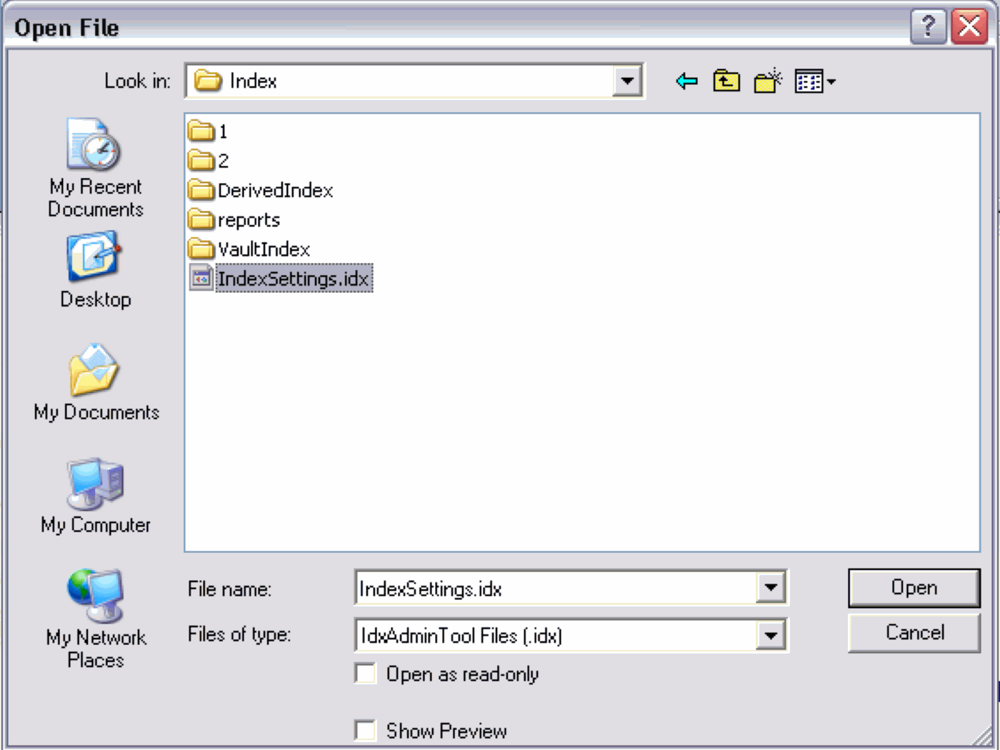 Open File
Look in:
Index
1
2
DerivedIndex
reports
VaultIndex
IndexSettings.idx
My Recent
Documents
Desktop
My Documents
My Computer
My Network
Places
File name:
IndexSettings.idx
Open
Files of type:
IdxAdminTool Files (.idx)
Cancel
Open as read-only
Show Preview